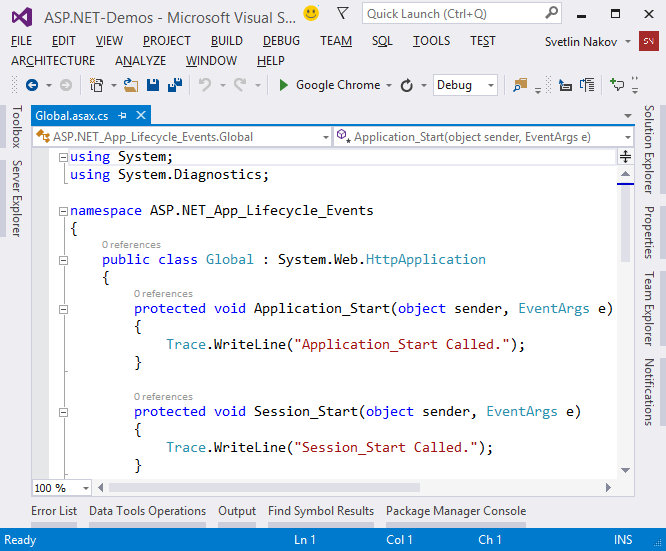 ASP.NET-Demos - Microsoft Visual S...
Quick Launch (Ctrl+Q)
FILE EDIT VIEW PROJECT BUILD DEBUG TEAM SQL TOOLS TEST
Svetlin Nakov SN
ARCHITECTURE ANALYZE WINDOW HELP
Google Chrome Debug
Toolbox
Server Explorer
Global.asax.cs
ASP.NET_App_Lifecycle_Events.Global
Application_Start(object sender, EventArgs e)
using System;
using System.Diagnostics;
namespace ASP.NET_App_Lifecycle_Events
{
0 references
public class Global : System.Web.HttpApplication
{
0 references
protected void Application_Start(object sender, EventArgs e)
{
Trace.WriteLine("Application_Start Called.");
}
0 references
protected void Session_Start(object sender, EventArgs e)
{
Trace.WriteLine("Session_Start Called.");
}
100 %
Solution Explorer
Properties
Team Explorer
Notifications
Error List Data Tools Operations Output Find Symbol Results Package Manager Console
Ready Ln 1 Col 1 Ch 1 INS